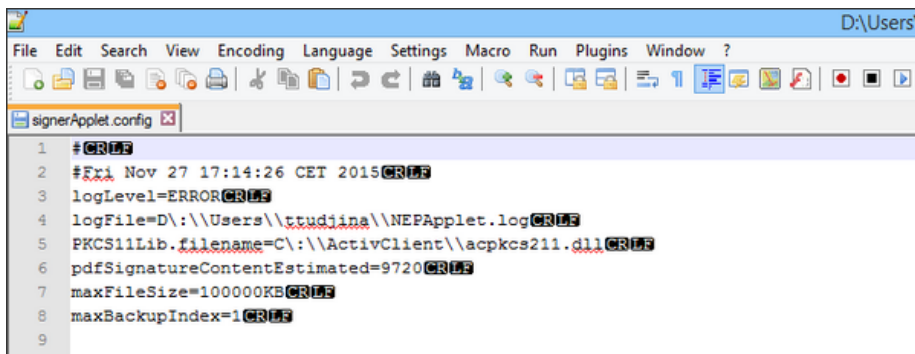 D:\Users\
File Edit Search View Encoding Language Settings Macro Run Plugins Window ?
signerApplet.config
1 #CRLF
2 #Fri Nov 27 17:14:26 CET 2015CRLF
3 logLevel=ERRORCRLF
4 logFile=D\:\\Users\\ttudjina\\NEPApplet.logCRLF
5 PKCS11Lib.filename=C\:\\ActivClient\\acpkcs211.dllCRLF
6 pdfSignatureContentEstimated=9720CRLF
7 maxFileSize=100000KBCRLF
8 maxBackupIndex=1CRLF
9